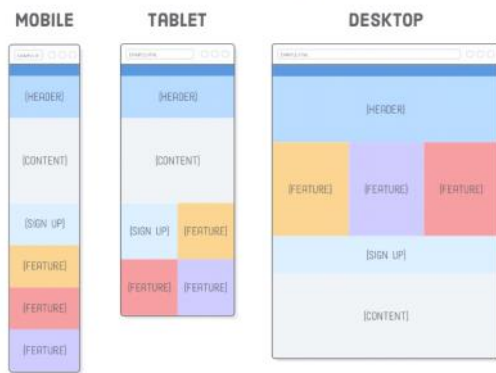 MOBILE
TABLET
DESKTOP
{HEADER}
{CONTENT}
{SIGN UP}
{FEATURE}
{FEATURE}
{FEATURE}
{HEADER}
{CONTENT}
{SIGN UP} {FEATURE}
{FEATURE} {FEATURE}
{HEADER}
{FEATURE} {FEATURE} {FEATURE}
{SIGN UP}
{CONTENT}